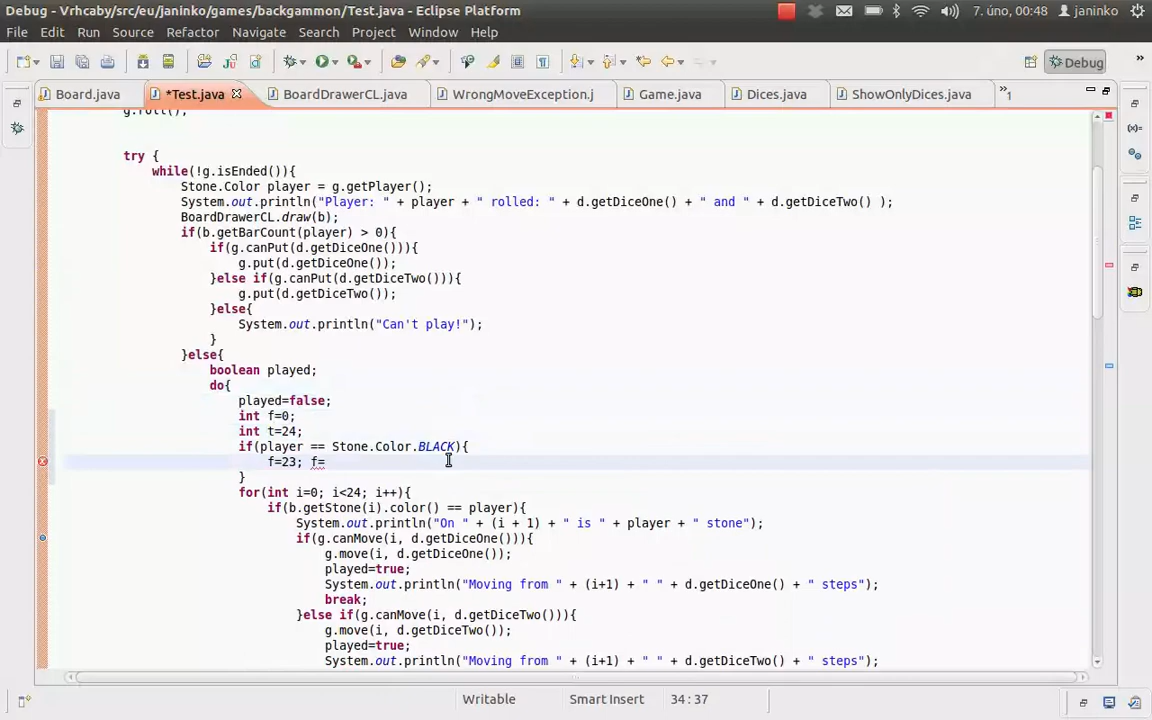 Debug - Vrhcaby/src/eu/janinko/games/backgammon/Test.java - Eclipse Platform
7. úno, 00:48 janinko
File Edit Run Source Refactor Navigate Search Project Window Help
Debug »
Board.java *Test.java BoardDrawerCL.java WrongMoveException.j Game.java Dices.java ShowOnlyDices.java »1
g.roll();
try {
while(!g.isEnded()){
Stone.Color player = g.getPlayer();
System.out.println("Player: " + player + " rolled: " + d.getDiceOne() + " and " + d.getDiceTwo() );
BoardDrawerCL.draw(b);
if(b.getBarCount(player) > 0){
if(g.canPut(d.getDiceOne())){
g.put(d.getDiceOne());
}else if(g.canPut(d.getDiceTwo())){
g.put(d.getDiceTwo());
}else{
System.out.println("Can't play!");
}
}else{
boolean played;
do{
played=false;
int f=0;
int t=24;
if(player == Stone.Color.BLACK){
f=23; f=
}
for(int i=0; i<24; i++){
if(b.getStone(i).color() == player){
System.out.println("On " + (i + 1) + " is " + player + " stone");
if(g.canMove(i, d.getDiceOne())){
g.move(i, d.getDiceOne());
played=true;
System.out.println("Moving from " + (i+1) + " " + d.getDiceOne() + " steps");
break;
}else if(g.canMove(i, d.getDiceTwo())){
g.move(i, d.getDiceTwo());
played=true;
System.out.println("Moving from " + (i+1) + " " + d.getDiceTwo() + " steps");
Writable Smart Insert 34 : 37